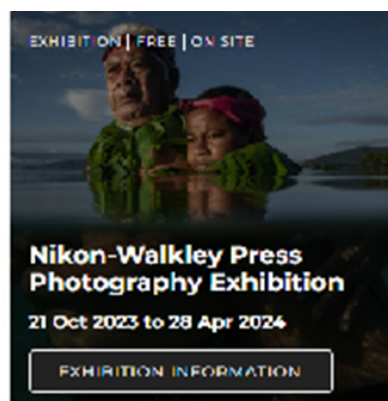 EXHIBITION | FREE | ON SITE
Nikon-Walkley Press
Photography Exhibition
21 Oct 2023 to 28 Apr 2024
EXHIBITION INFORMATION